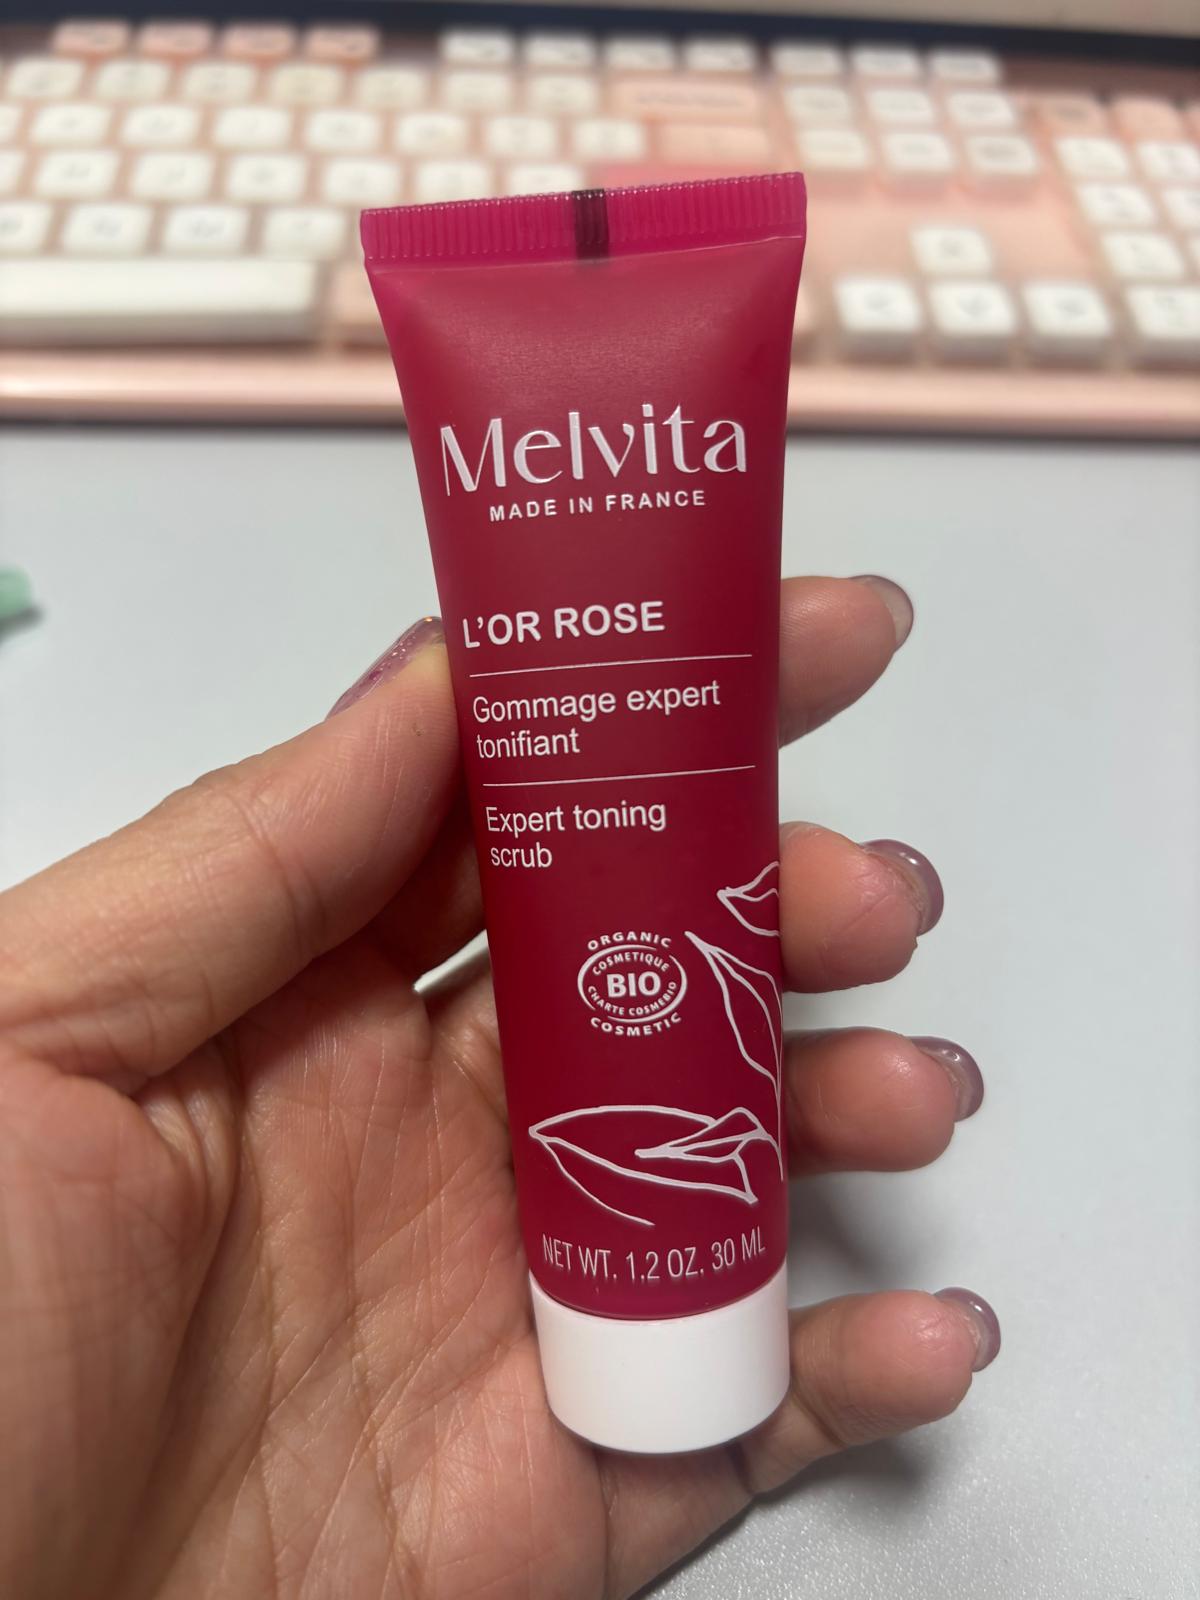 Melvita
MADE IN FRANCE
L'OR ROSE
Gommage expert
tonifiant
Expert toning
scrub
ORGANIC
COSMETIQUE
BIO
CHARTE COSMEBIO
COSMETIC
NET WT. 1.2 OZ. 30 ML